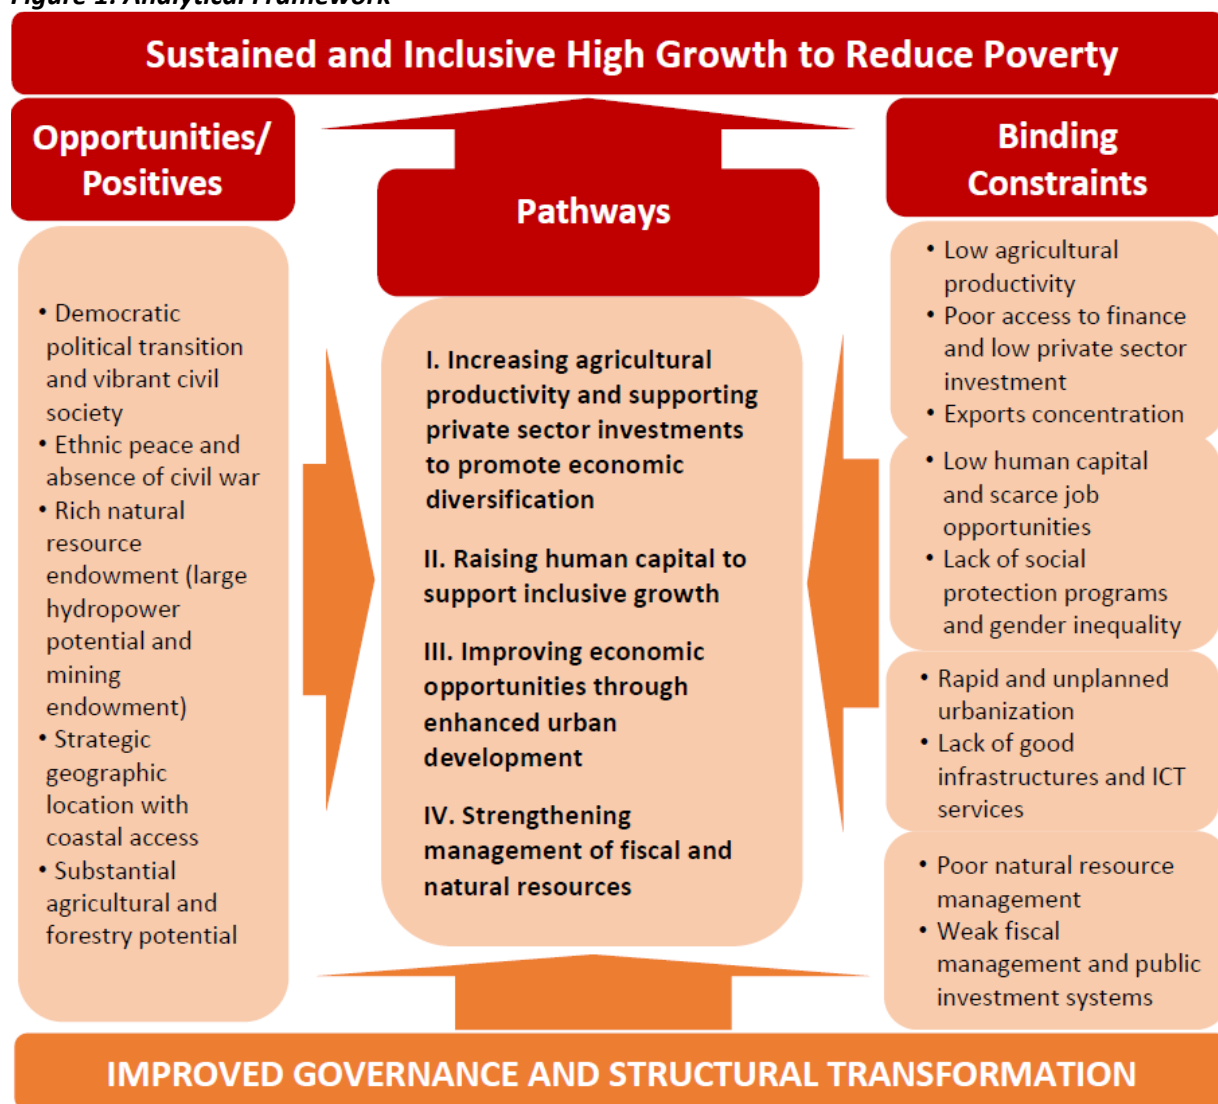 Figure 1: Analytical Framework
Sustained and Inclusive High Growth to Reduce Poverty
Opportunities/
Positives
• Democratic
political transition
and vibrant civil
society
• Ethnic peace and
absence of civil war
• Rich natural
resource
endowment (large
hydropower
potential and
mining
endowment)
• Strategic
geographic
location with
coastal access
• Substantial
agricultural and
forestry potential
Pathways
I. Increasing agricultural
productivity and supporting
private sector investments
to promote economic
diversification
II. Raising human capital to
support inclusive growth
III. Improving economic
opportunities through
enhanced urban
development
IV. Strengthening
management of fiscal and
natural resources
Binding
Constraints
• Low agricultural
productivity
• Poor access to finance
and low private sector
investment
• Exports concentration
• Low human capital
and scarce job
opportunities
• Lack of social
protection programs
and gender inequality
• Rapid and unplanned
urbanization
• Lack of good
infrastructures and ICT
services
• Poor natural resource
management
• Weak fiscal
management and public
investment systems
IMPROVED GOVERNANCE AND STRUCTURAL TRANSFORMATION